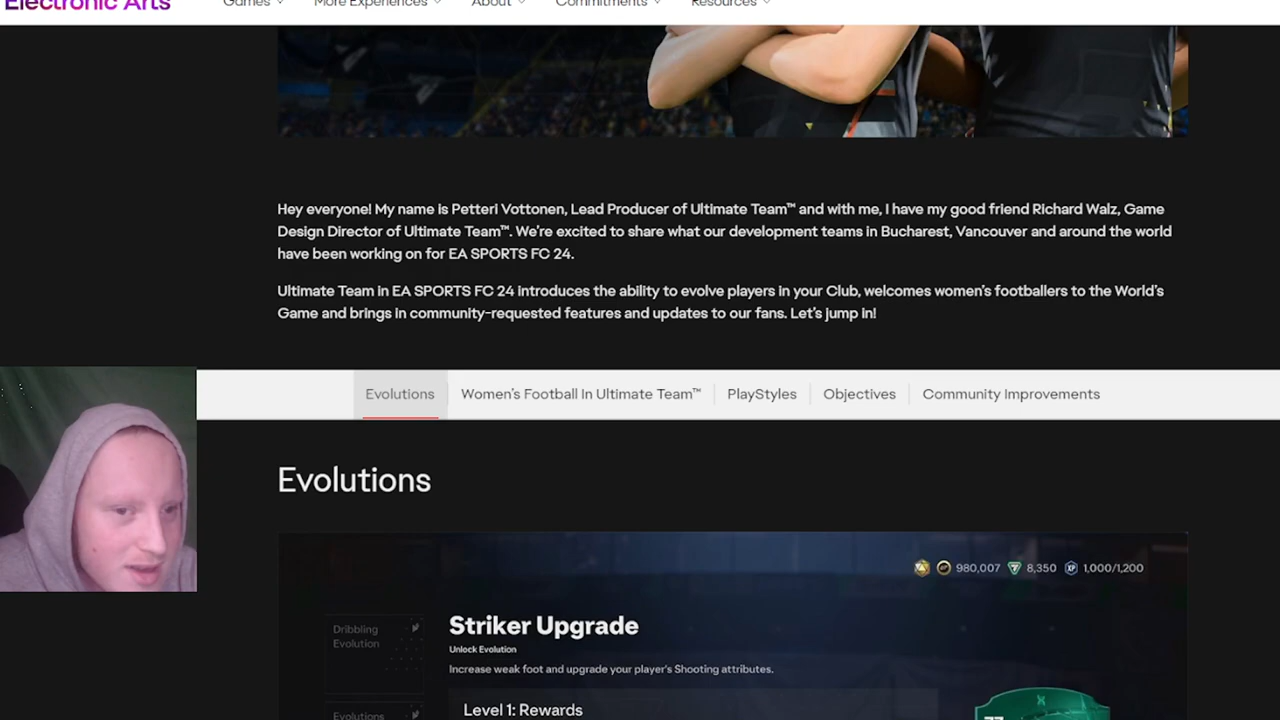 Electronic Arts
Games More Experiences About Commitments Resources
Hey everyone! My name is Petteri Vottonen, Lead Producer of Ultimate Team™ and with me, I have my good friend Richard Walz, Game
Design Director of Ultimate Team™. We're excited to share what our development teams in Bucharest, Vancouver and around the world
have been working on for EA SPORTS FC 24.
Ultimate Team in EA SPORTS FC 24 introduces the ability to evolve players in your Club, welcomes women's footballers to the World's
Game and brings in community-requested features and updates to our fans. Let's jump in!
Evolutions Women's Football In Ultimate Team™ PlayStyles Objectives Community Improvements
Evolutions
980,007 8,350 XP 1,000/1,200
Dribbling
Evolution
Striker Upgrade
Unlock Evolution
Increase weak foot and upgrade your player's Shooting attributes.
Level 1: Rewards
Evolutions
77